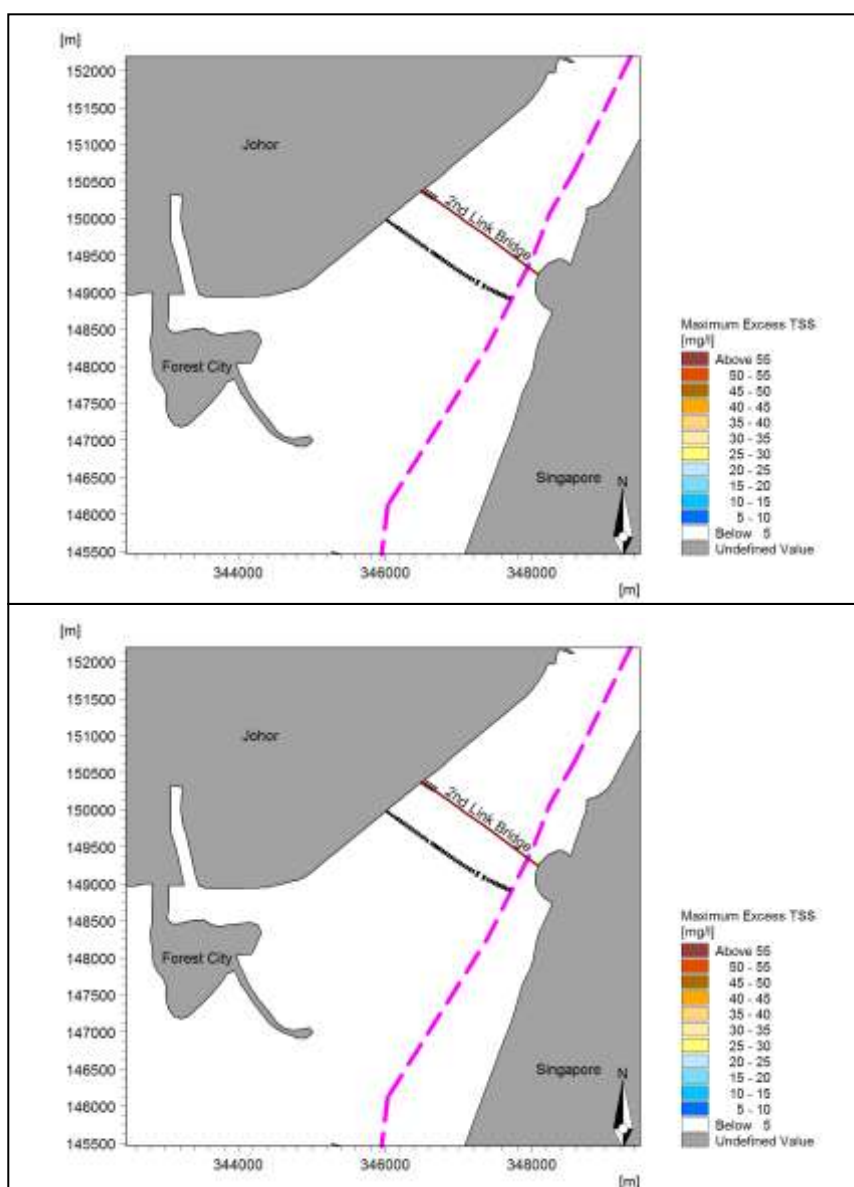 [m]
152000
151500
151000
150500
150000
149500
149000
148500
148000
147500
147000
146500
146000
145500
Johor
2nd Link Bridge
Forest City
Singapore
N
344000 346000 348000
[m]
Maximum Excess TSS
[mg/l]
Above 55
50 - 55
45 - 50
40 - 45
35 - 40
30 - 35
25 - 30
20 - 25
15 - 20
10 - 15
5 - 10
Below 5
Undefined Value
[m]
152000
151500
151000
150500
150000
149500
149000
148500
148000
147500
147000
146500
146000
145500
Johor
2nd Link Bridge
Forest City
Singapore
N
344000 346000 348000
[m]
Maximum Excess TSS
[mg/l]
Above 55
50 - 55
45 - 50
40 - 45
35 - 40
30 - 35
25 - 30
20 - 25
15 - 20
10 - 15
5 - 10
Below 5
Undefined Value